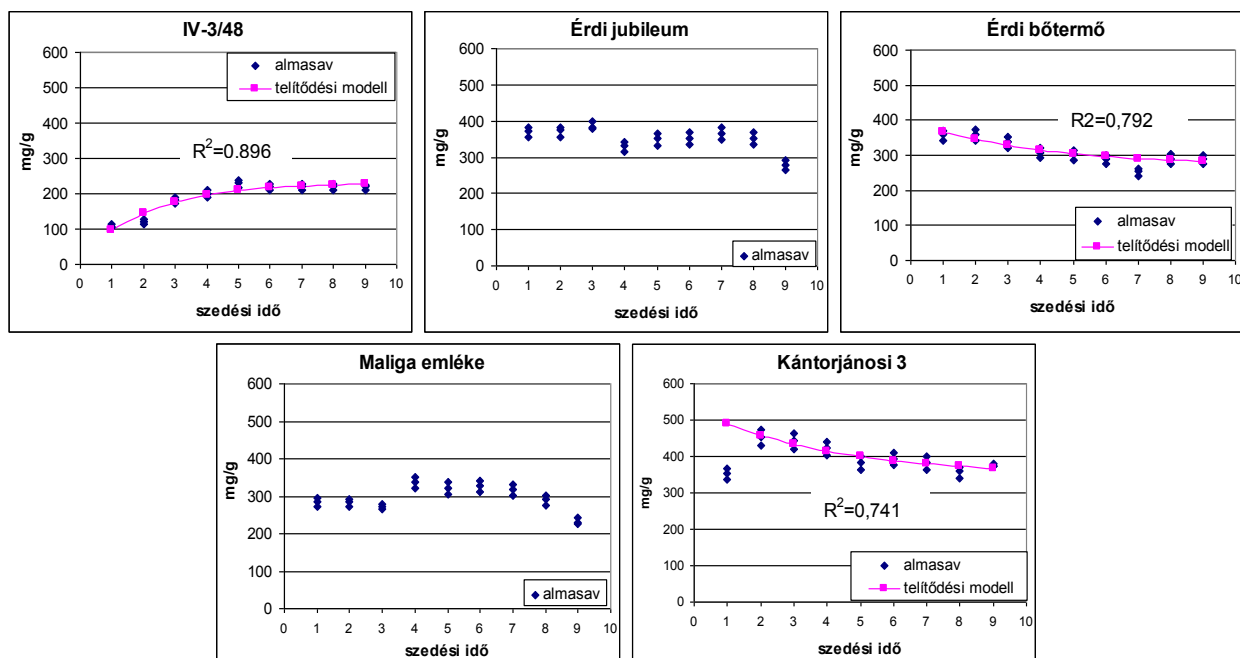 IV-3/48
600
500
400
300
200
100
0
mg/g
almasav
telítődési modell
R²=0.896
0 1 2 3 4 5 6 7 8 9 10
szedési idő
Érdi jubileum
600
500
400
300
200
100
0
mg/g
almasav
0 1 2 3 4 5 6 7 8 9 10
szedési idő
Érdi bőtermő
600
500
400
300
200
100
0
mg/g
R2=0,792
almasav
telítődési modell
0 1 2 3 4 5 6 7 8 9 10
szedési idő
Maliga emléke
600
500
400
300
200
100
0
mg/g
almasav
0 1 2 3 4 5 6 7 8 9 10
szedési idő
Kántorjánosi 3
600
500
400
300
200
100
0
mg/g
R²=0,741
almasav
telítődési modell
0 1 2 3 4 5 6 7 8 9 10
szedési idő